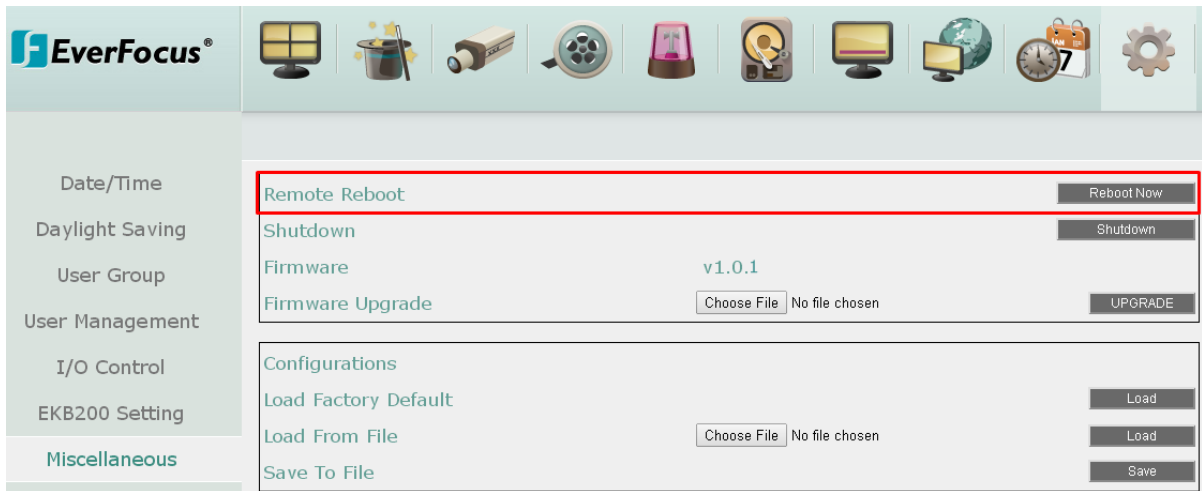 EverFocus®
JAN
7
Date/Time
Daylight Saving
User Group
User Management
I/O Control
EKB200 Setting
Miscellaneous
Remote Reboot Reboot Now
Shutdown Shutdown
Firmware v1.0.1
Firmware Upgrade Choose File No file chosen UPGRADE
Configurations
Load Factory Default Load
Load From File Choose File No file chosen Load
Save To File Save